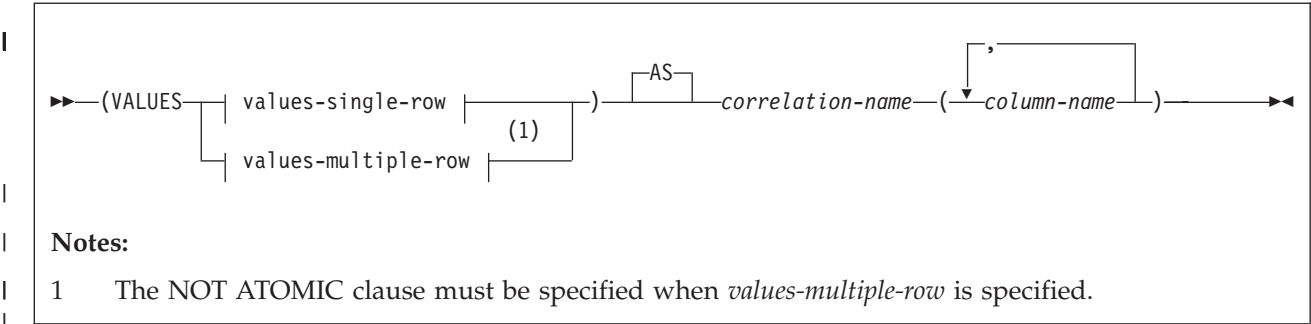 ,
AS
(VALUES values-single-row ) correlation-name ( column-name )
(1)
values-multiple-row
Notes:
1 The NOT ATOMIC clause must be specified when values-multiple-row is specified.